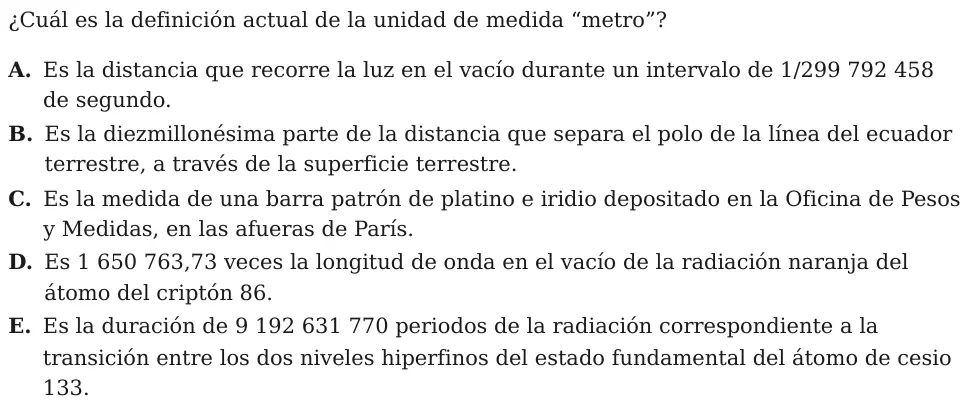 ¿Cuál es la definición actual de la unidad de medida “metro”?
A. Es la distancia que recorre la luz en el vacío durante un intervalo de 1/299 792 458
de segundo.
B. Es la diezmillonésima parte de la distancia que separa el polo de la línea del ecuador
terrestre, a través de la superficie terrestre.
C. Es la medida de una barra patrón de platino e iridio depositado en la Oficina de Pesos
y Medidas, en las afueras de París.
D. Es 1 650 763,73 veces la longitud de onda en el vacío de la radiación naranja del
átomo del criptón 86.
E. Es la duración de 9 192 631 770 periodos de la radiación correspondiente a la
transición entre los dos niveles hiperfinos del estado fundamental del átomo de cesio
133.